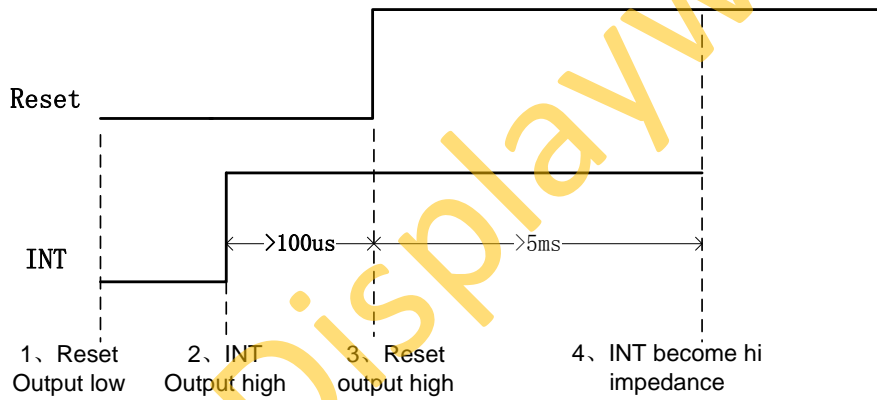 Reset
>100us
>5ms
INT
1、Reset
Output low
2、INT
Output high
3、Reset
output high
4、INT become hi
impedance